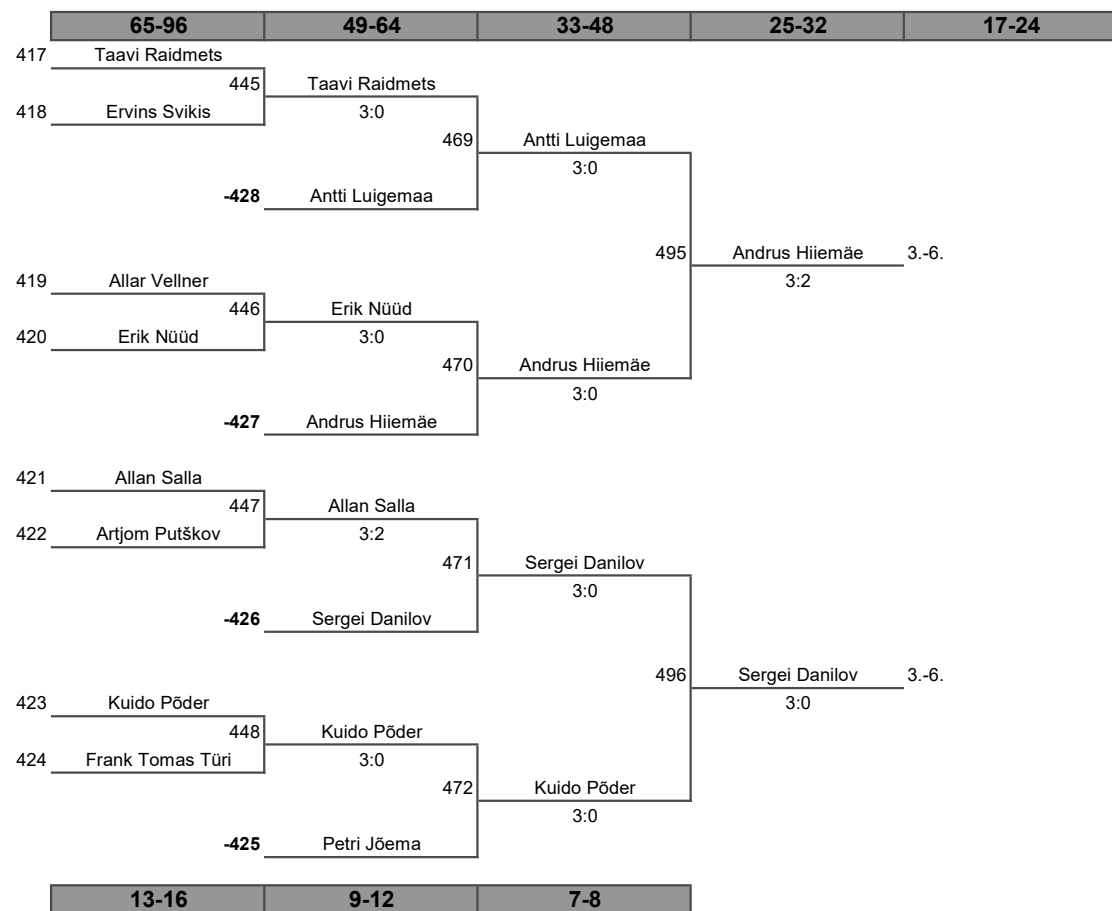 65-96 49-64 33-48 25-32 17-24
417 Taavi Raidmets
445 Taavi Raidmets
418 Ervins Svikis 3:0
469 Antti Luigemaa
3:0
-428 Antti Luigemaa
495 Andrus Hiiemäe 3.-6.
3:2
419 Allar Vellner
446 Erik Nüüd
420 Erik Nüüd 3:0
470 Andrus Hiiemäe
3:0
-427 Andrus Hiiemäe
421 Allan Salla
447 Allan Salla
422 Artjom Putškov 3:2
471 Sergei Danilov
3:0
-426 Sergei Danilov
496 Sergei Danilov 3.-6.
3:0
423 Kuido Põder
448 Kuido Põder
424 Frank Tomas Türi 3:0
472 Kuido Põder
3:0
-425 Petri Jõema
13-16 9-12 7-8